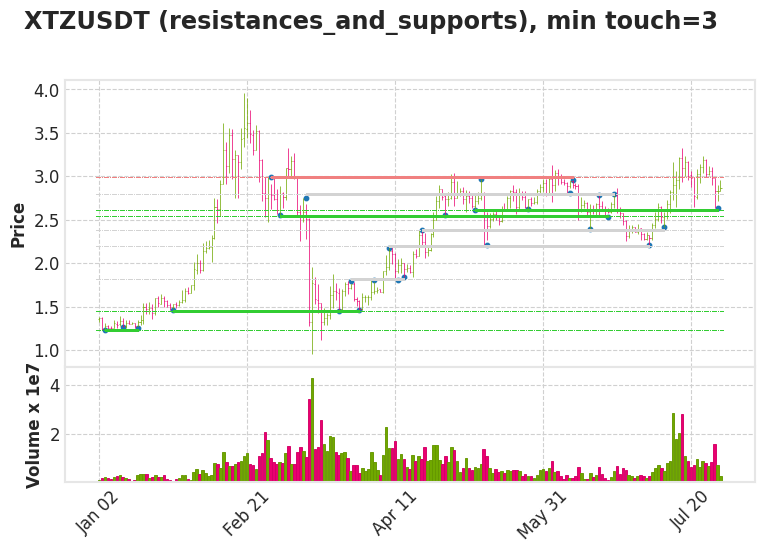 XTZUSDT (resistances_and_supports), min touch=3
4.0
3.5
3.0
2.5
2.0
1.5
1.0
Price
4
2
Volume x 1e7
Jan 02
Feb 21
Apr 11
May 31
Jul 20